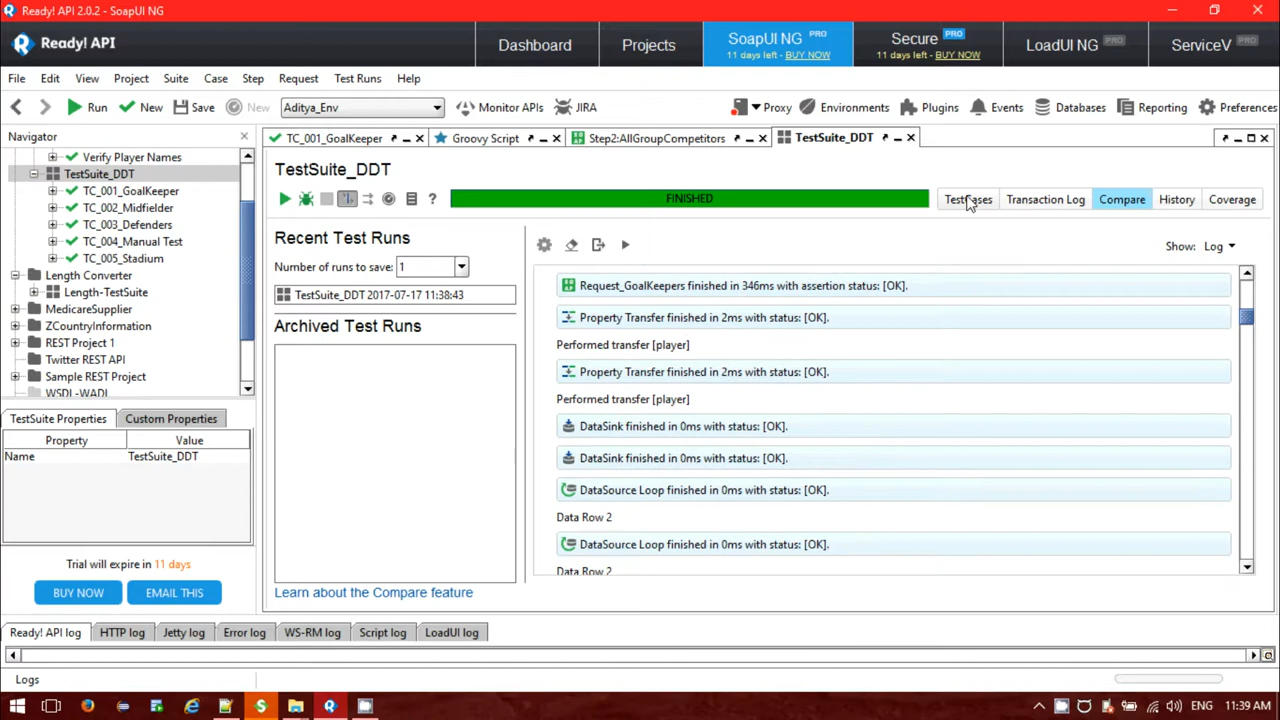 Ready! API 2.0.2 - SoapUI NG
Ready! API
Dashboard
Projects
SoapUI NG PRO
11 days left - BUY NOW
Secure PRO
11 days left - BUY NOW
LoadUI NG PRO
ServiceV PRO
File Edit View Project Suite Case Step Request Test Runs Help
Run New Save New Aditya_Env Monitor APIs JIRA Proxy Environments Plugins Events Databases Reporting Preferences
Navigator
TC_001_GoalKeeper Groovy Script Step2:AllGroupCompetitors TestSuite_DDT
Verify Player Names
TestSuite_DDT
TC_001_GoalKeeper
TC_002_Midfielder
TC_003_Defenders
TC_004_Manual Test
TC_005_Stadium
Length Converter
Length-TestSuite
MedicareSupplier
ZCountryInformation
REST Project 1
Twitter REST API
Sample REST Project
WSDL-WADL
TestSuite Properties Custom Properties
Property Value
Name TestSuite_DDT
Trial will expire in 11 days
BUY NOW EMAIL THIS
TestSuite_DDT
? FINISHED TestCases Transaction Log Compare History Coverage
Recent Test Runs
Number of runs to save: 1
TestSuite_DDT 2017-07-17 11:38:43
Archived Test Runs
Learn about the Compare feature
Show: Log
Request_GoalKeepers finished in 346ms with assertion status: [OK].
Property Transfer finished in 2ms with status: [OK].
Performed transfer [player]
Property Transfer finished in 2ms with status: [OK].
Performed transfer [player]
DataSink finished in 0ms with status: [OK].
DataSink finished in 0ms with status: [OK].
DataSource Loop finished in 0ms with status: [OK].
Data Row 2
DataSource Loop finished in 0ms with status: [OK].
Data Row 2
Ready! API log HTTP log Jetty log Error log WS-RM log Script log LoadUI log
Logs
ENG 11:39 AM